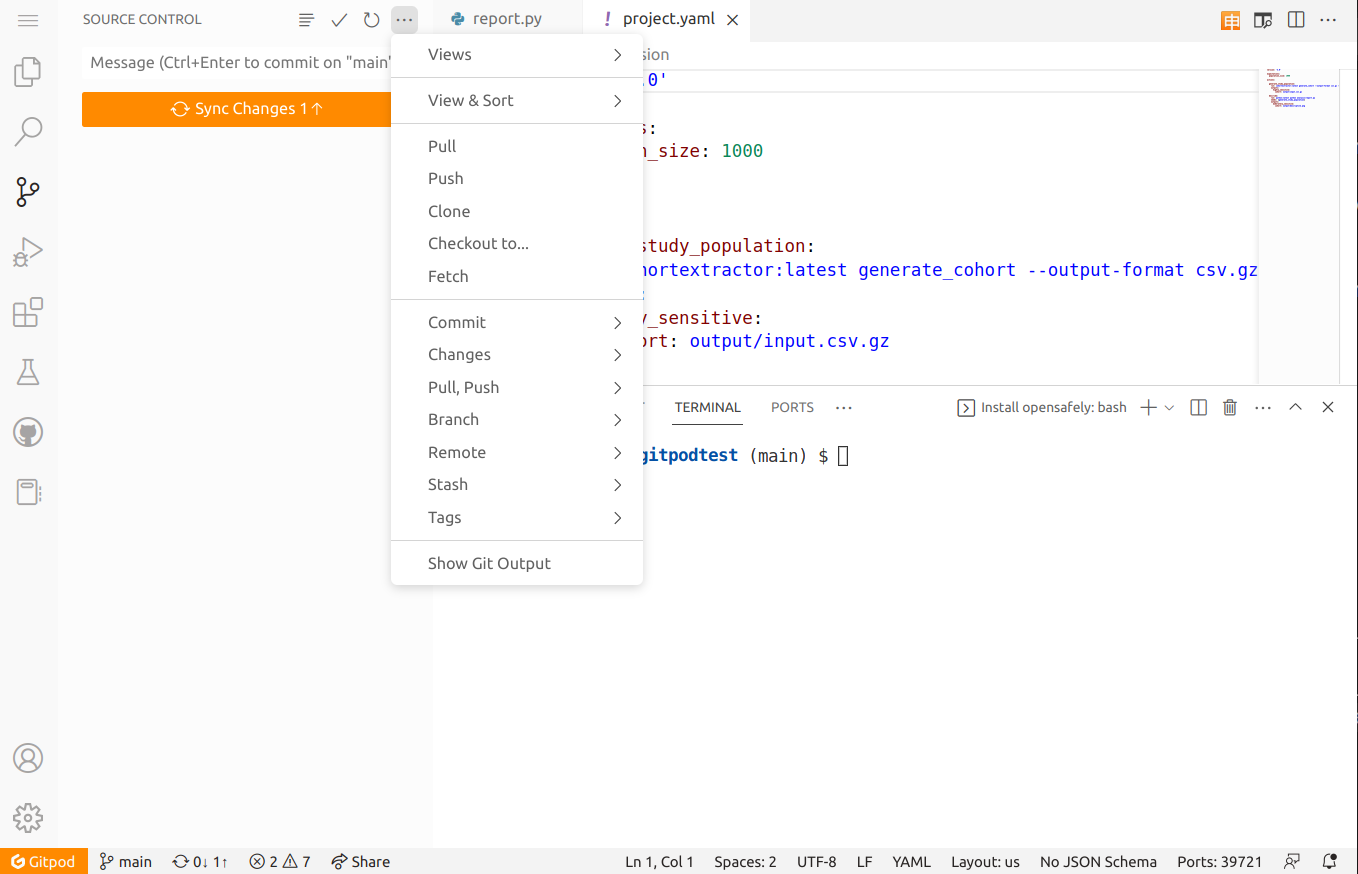 SOURCE CONTROL
report.py
! project.yaml
Message (Ctrl+Enter to commit on "main"
Sync Changes 1↑
Views
View & Sort
Pull
Push
Clone
Checkout to...
Fetch
Commit
Changes
Pull, Push
Branch
Remote
Stash
Tags
Show Git Output
sion
.0'
s:
n_size: 1000
study_population:
hortextractor:latest generate_cohort --output-format csv.gz
:
y_sensitive:
ort: output/input.csv.gz
TERMINAL
PORTS
Install opensafely: bash
gitpodtest (main) $
Gitpod
main
0↓ 1↑
2
7
Share
Ln 1, Col 1
Spaces: 2
UTF-8
LF
YAML
Layout: us
No JSON Schema
Ports: 39721